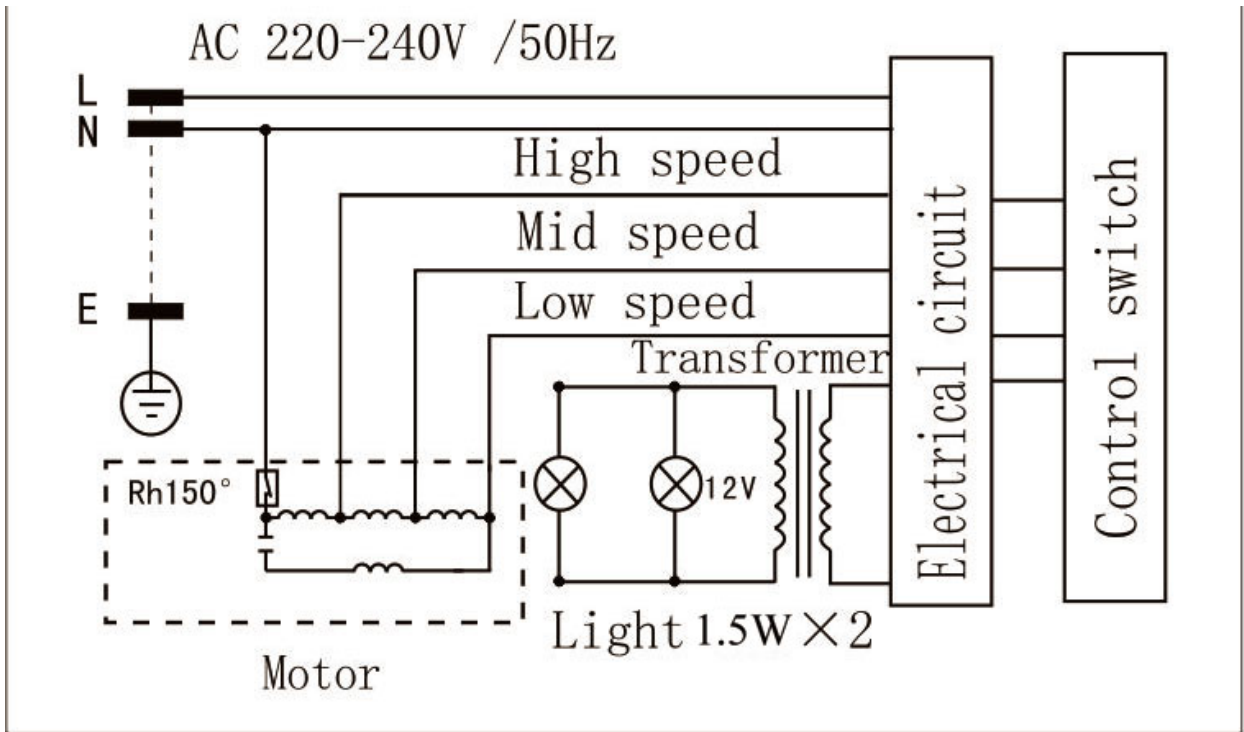 AC 220-240V /50Hz
L
N
High speed
Mid speed
Low speed
Transformer
E
Rh150°
12V
Light 1.5W×2
Motor
Electrical circuit
Control switch